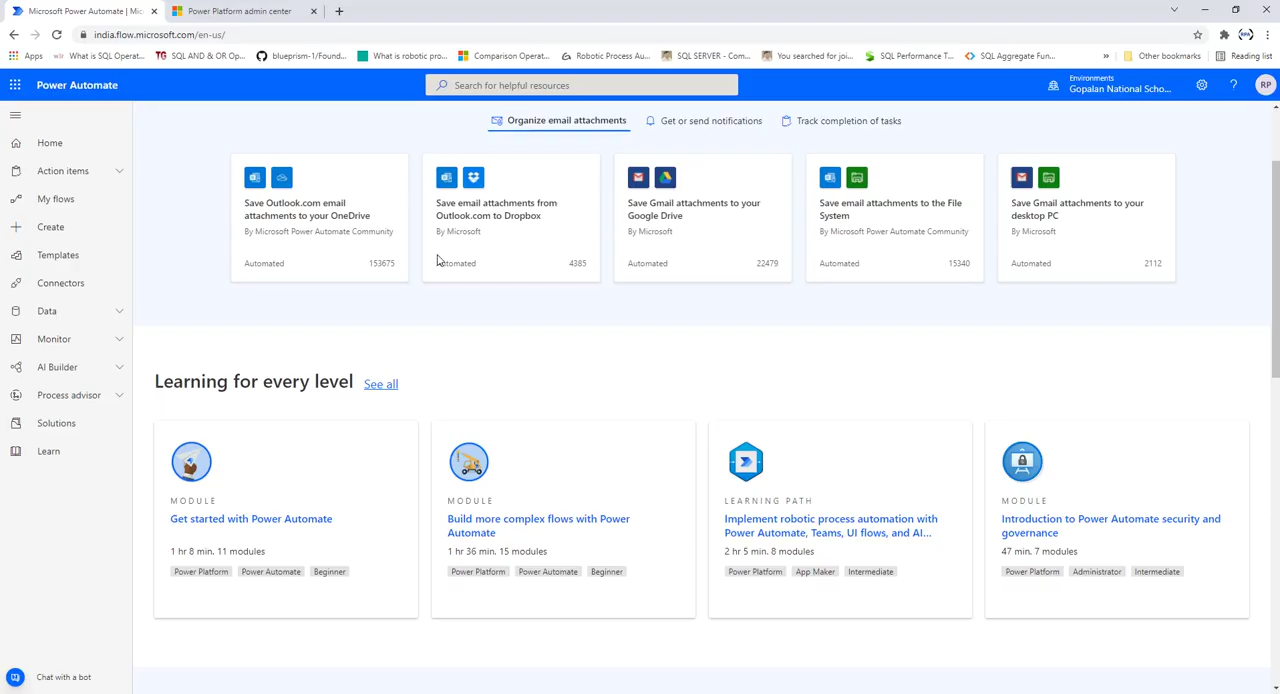 Microsoft Power Automate | Mic
Power Platform admin center
india.flow.microsoft.com/en-us/
Apps
What is SQL Operat...
SQL AND & OR Op...
blueprism-1/Found...
What is robotic pro...
Comparison Operat...
Robotic Process Au...
SQL SERVER - Com...
You searched for joi...
SQL Performance T...
SQL Aggregate Fun...
»
Other bookmarks
Reading list
Power Automate
Search for helpful resources
Environments
Gopalan National Scho...
?
RP
Home
Action items
My flows
Create
Templates
Connectors
Data
Monitor
AI Builder
Process advisor
Solutions
Learn
Chat with a bot
Organize email attachments
Get or send notifications
Track completion of tasks
Save Outlook.com email
attachments to your OneDrive
By Microsoft Power Automate Community
Automated 153675
Save email attachments from
Outlook.com to Dropbox
By Microsoft
Automated 4385
Save Gmail attachments to your
Google Drive
By Microsoft
Automated 22479
Save email attachments to the File
System
By Microsoft Power Automate Community
Automated 15340
Save Gmail attachments to your
desktop PC
By Microsoft
Automated 2112
Learning for every level See all
MODULE
Get started with Power Automate
1 hr 8 min. 11 modules
Power Platform Power Automate Beginner
MODULE
Build more complex flows with Power
Automate
1 hr 36 min. 15 modules
Power Platform Power Automate Beginner
LEARNING PATH
Implement robotic process automation with
Power Automate, Teams, UI flows, and AI...
2 hr 5 min. 8 modules
Power Platform App Maker Intermediate
MODULE
Introduction to Power Automate security and
governance
47 min. 7 modules
Power Platform Administrator Intermediate